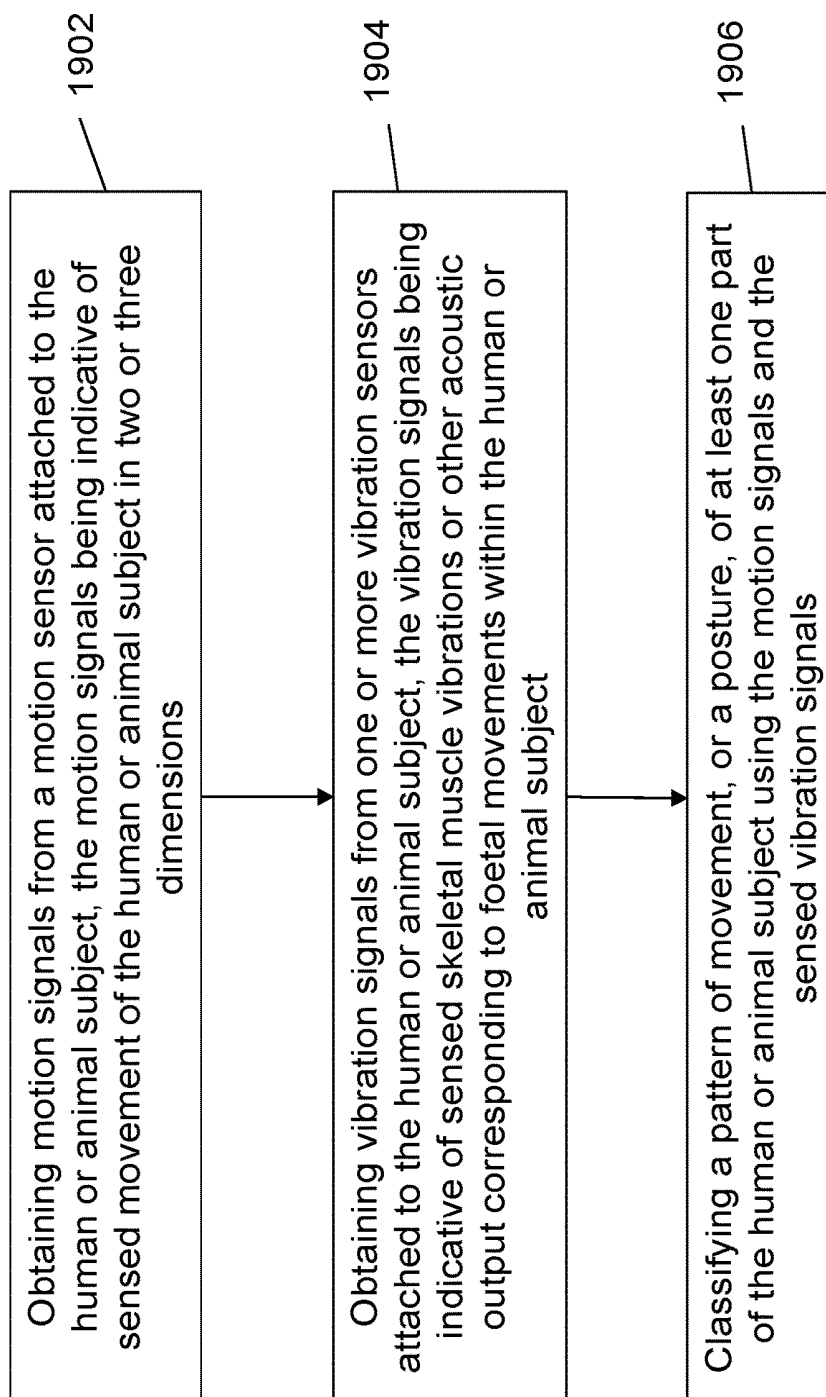 Obtaining motion signals from a motion sensor attached to the
human or animal subject, the motion signals being indicative of
sensed movement of the human or animal subject in two or three
dimensions
1902
Obtaining vibration signals from one or more vibration sensors
attached to the human or animal subject, the vibration signals being
indicative of sensed skeletal muscle vibrations or other acoustic
output corresponding to foetal movements within the human or
animal subject
1904
Classifying a pattern of movement, or a posture, of at least one part
of the human or animal subject using the motion signals and the
sensed vibration signals
1906